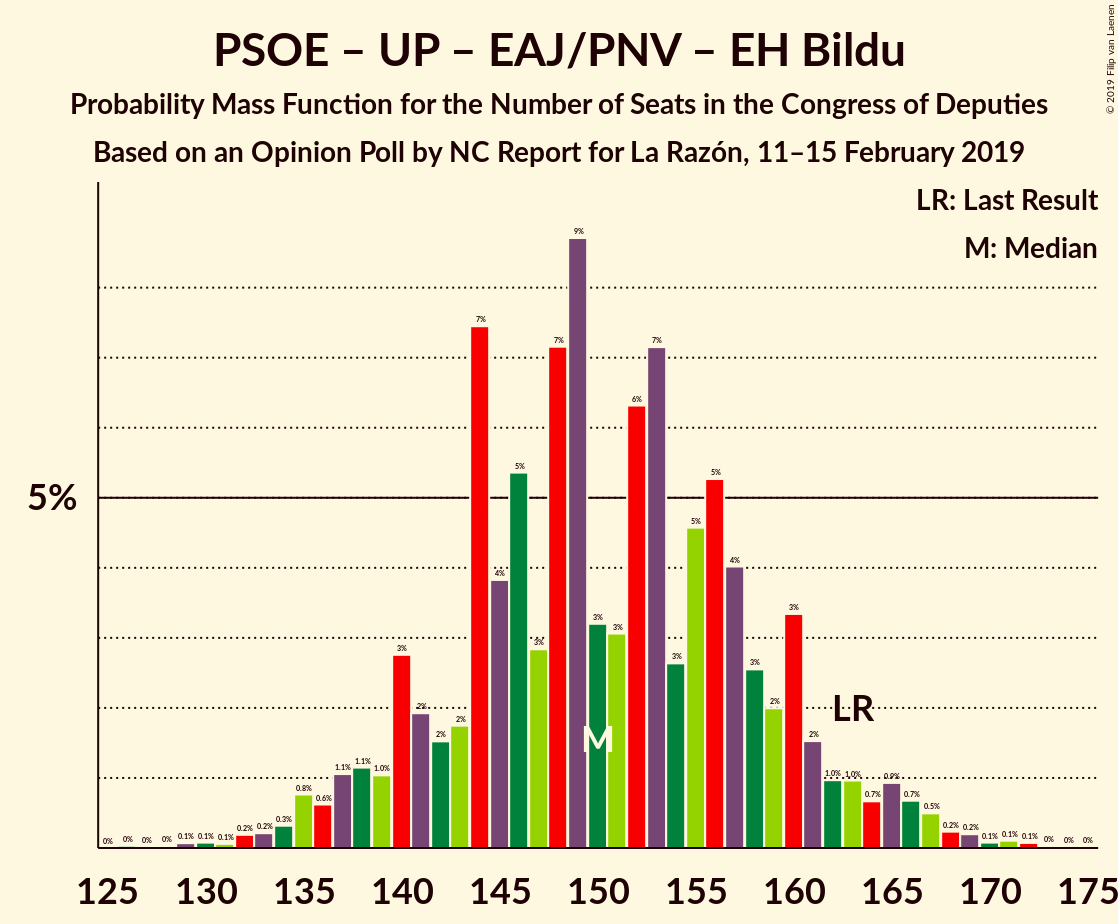 PSOE – UP – EAJ/PNV – EH Bildu
Probability Mass Function for the Number of Seats in the Congress of Deputies
Based on an Opinion Poll by NC Report for La Razón, 11–15 February 2019
© 2019 Filip van Laenen
LR: Last Result
M: Median
5%
0% 0% 0% 0% 0.1% 0.1% 0.1% 0.2% 0.2% 0.3% 0.8% 0.6% 1.1% 1.1% 1.0% 3% 2% 2% 2% 7% 4% 5% 3% 7% 9% 3% 3% 6% 7% 3% 5% 5% 4% 3% 2% 3% 2% 1.0% 1.0% 0.7% 0.9% 0.7% 0.5% 0.2% 0.2% 0.1% 0.1% 0.1% 0% 0% 0%
LR
M
125 130 135 140 145 150 155 160 165 170 175